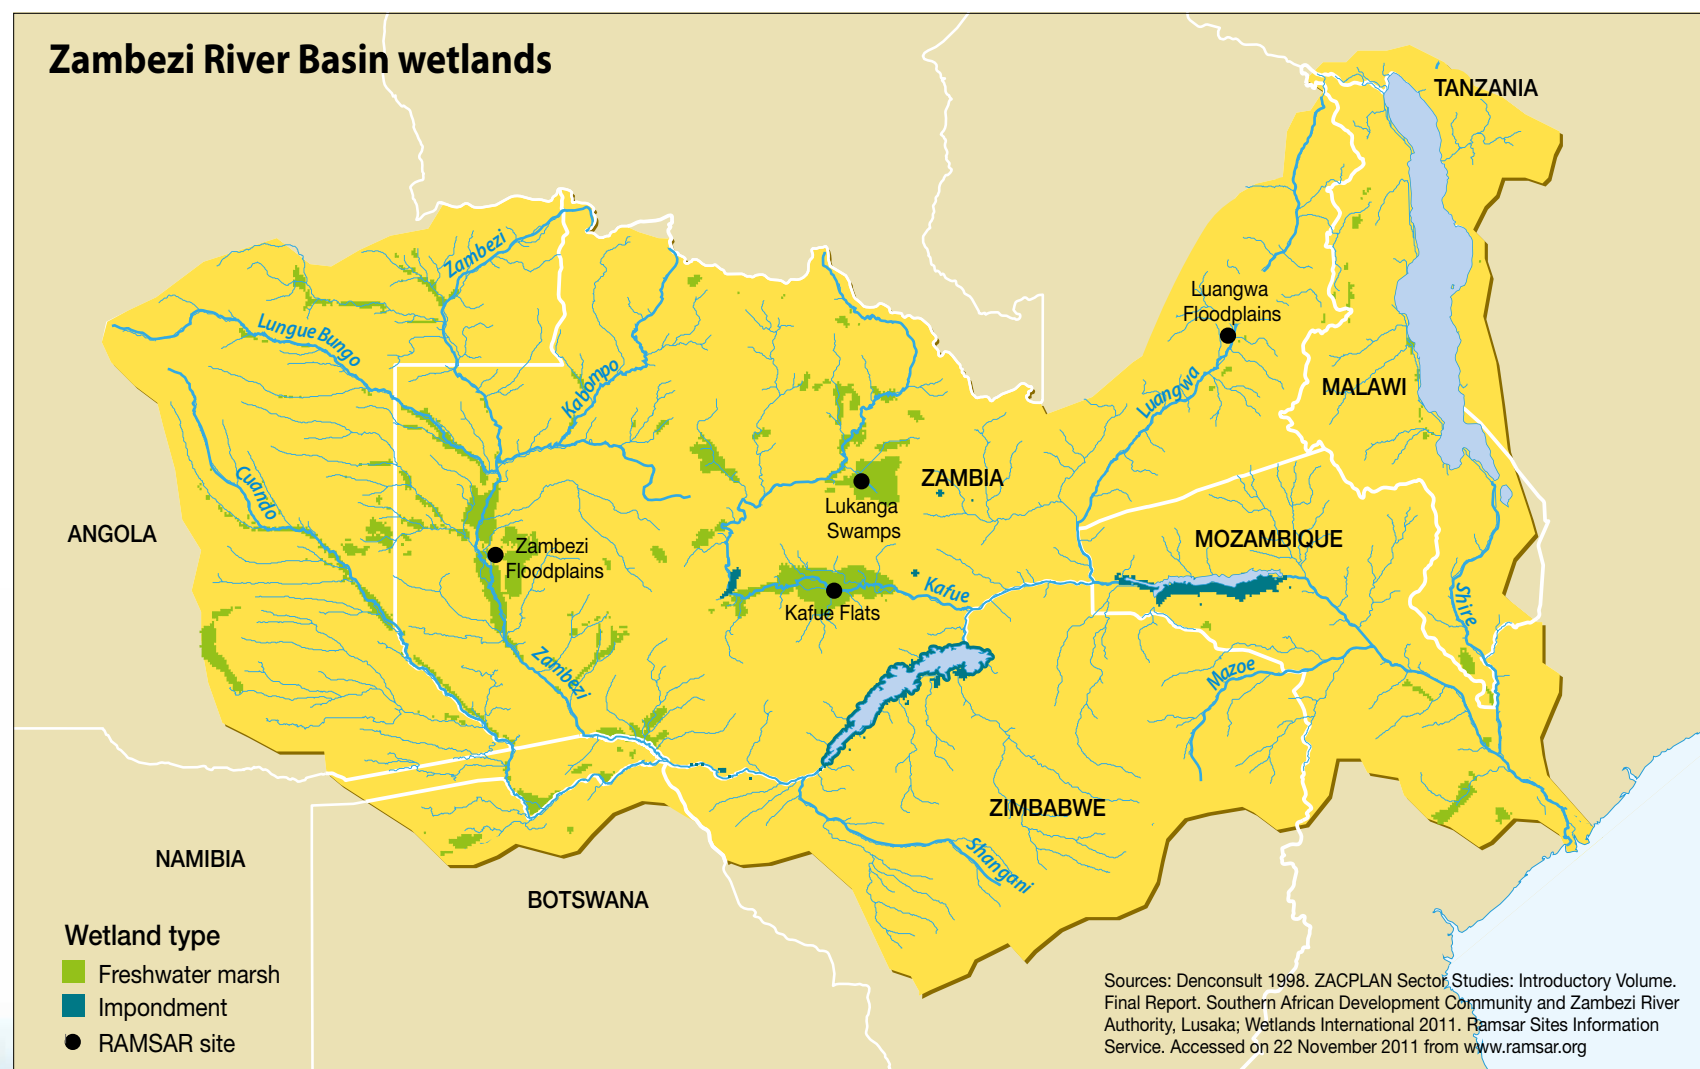 Zambezi River Basin wetlands
TANZANIA
Zambezi
Luangwa
Floodplains
Lungue Bungo
Kabompo
Luangwa
MALAWI
Cuando
ZAMBIA
Lukanga
Swamps
ANGOLA
MOZAMBIQUE
Zambezi
Floodplains
Kafue
Kafue Flats
Shire
Zambezi
Mazoe
ZIMBABWE
Shangani
NAMIBIA
BOTSWANA
Wetland type
Freshwater marsh
Impondment
RAMSAR site
Sources: Denconsult 1998. ZACPLAN Sector Studies: Introductory Volume.
Final Report. Southern African Development Community and Zambezi River
Authority, Lusaka; Wetlands International 2011. Ramsar Sites Information
Service. Accessed on 22 November 2011 from www.ramsar.org